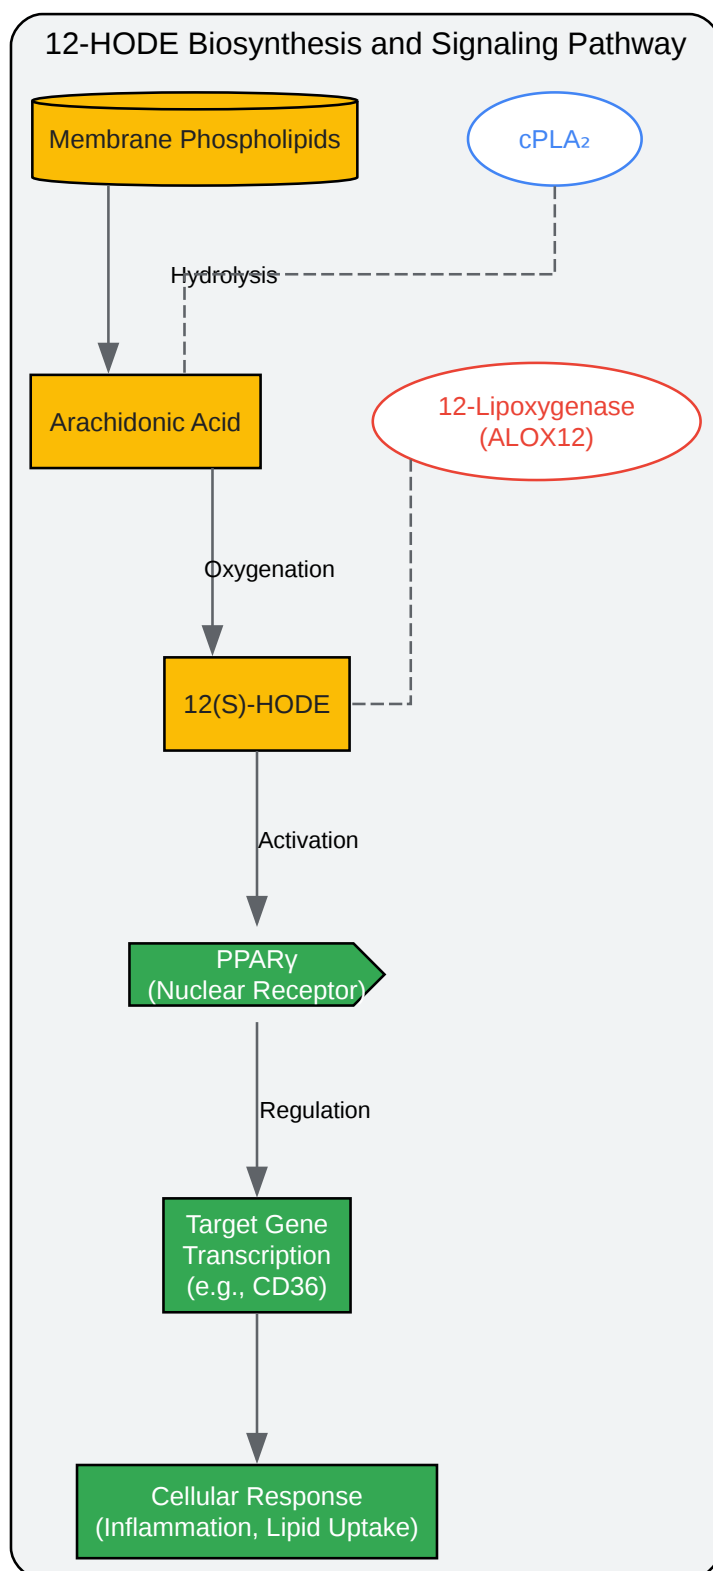 12-HODE Biosynthesis and Signaling Pathway
Membrane Phospholipids
cPLA₂
Hydrolysis
Arachidonic Acid
12-Lipoxygenase
(ALOX12)
Oxygenation
12(S)-HODE
Activation
PPARγ
(Nuclear Receptor)
Regulation
Target Gene
Transcription
(e.g., CD36)
Cellular Response
(Inflammation, Lipid Uptake)